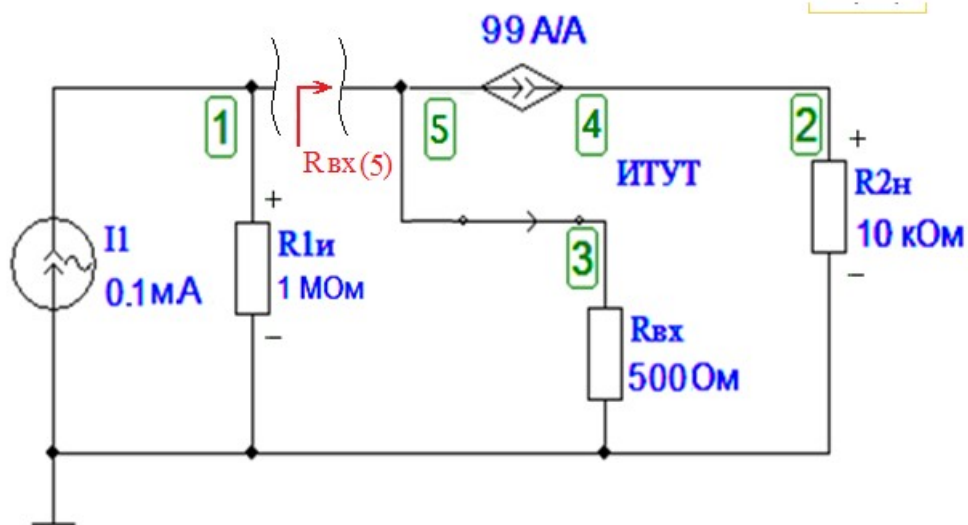 99 A/A
1
5
4
2
+
Rвх(5)
ИТУТ
R2н
10 кОм
+
I1
0.1мА
R1и
1 МОм
3
−
−
Rвх
500 Ом